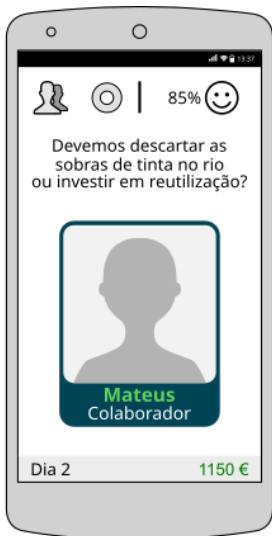 13:37
85%
Devemos descartar as
sobras de tinta no rio
ou investir em reutilização?
Mateus
Colaborador
Dia 2
1150 €